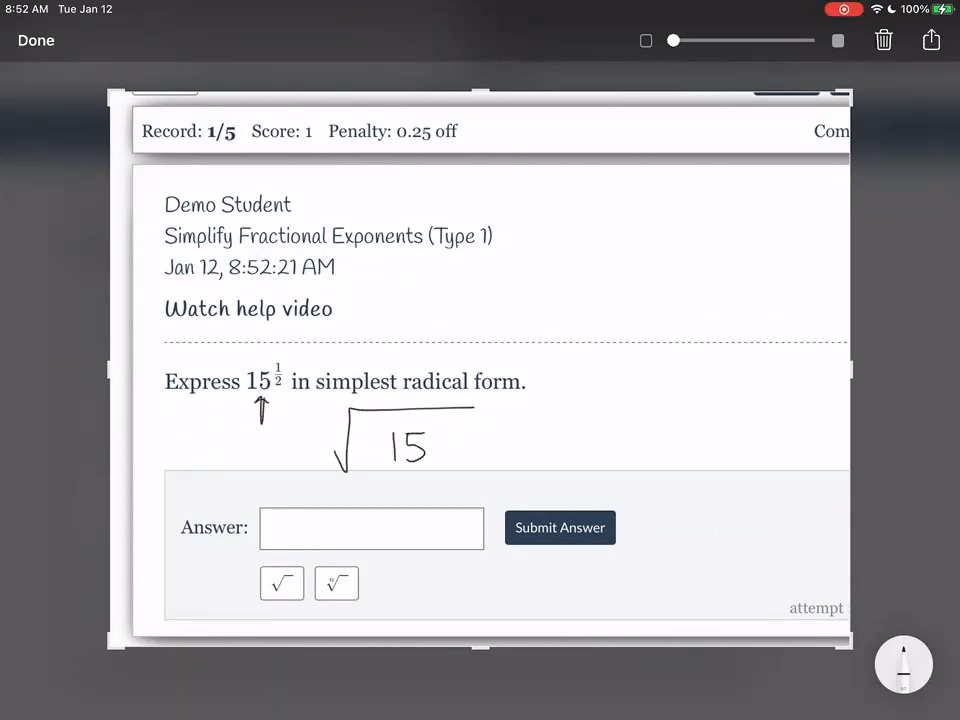 8:52 AM Tue Jan 12 100%
Done
Record: 1/5 Score: 1 Penalty: 0.25 off Com
Demo Student
Simplify Fractional Exponents (Type 1)
Jan 12, 8:52:21 AM
Watch help video
Express 15^{1/2} in simplest radical form.
√15
Answer: Submit Answer
√ ⁿ√
attempt